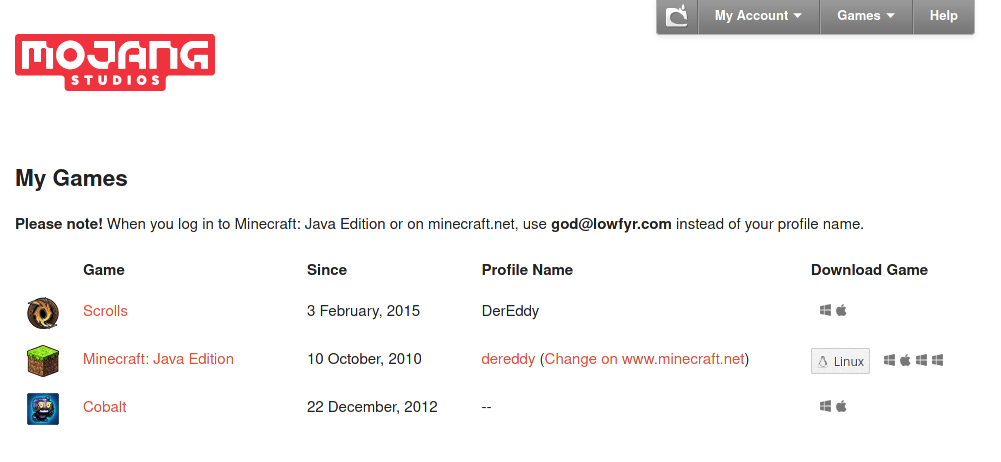 My Account Games Help
MOJANG
STUDIOS
My Games
Please note! When you log in to Minecraft: Java Edition or on minecraft.net, use god@lowfyr.com instead of your profile name.
Game Since Profile Name Download Game
Scrolls 3 February, 2015 DerEddy
Minecraft: Java Edition 10 October, 2010 dereddy (Change on www.minecraft.net) Linux
Cobalt 22 December, 2012 --